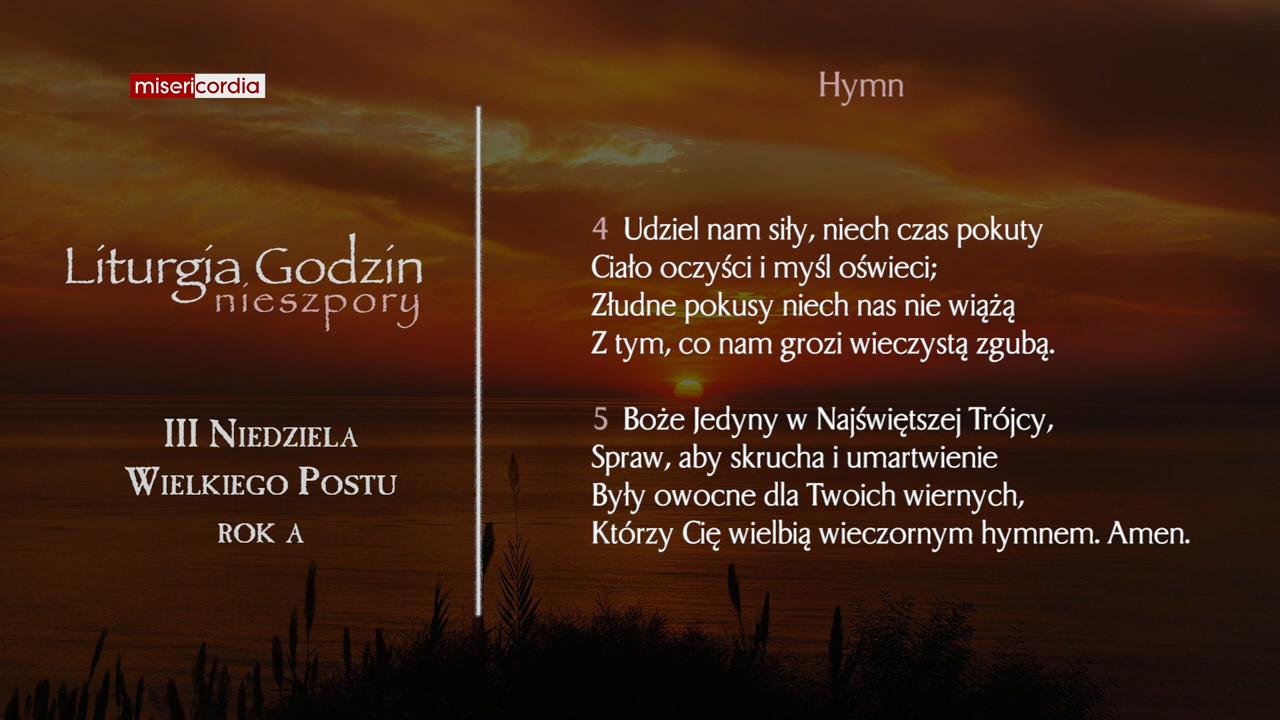 misericordia
Liturgia Godzin
nieszpory
III Niedziela
Wielkiego Postu
rok A
Hymn
4 Udziel nam siły, niech czas pokuty
Ciało oczyści i myśl oświeci;
Złudne pokusy niech nas nie wiążą
Z tym, co nam grozi wieczystą zgubą.
5 Boże Jedyny w Najświętszej Trójcy,
Spraw, aby skrucha i umartwienie
Były owocne dla Twoich wiernych,
Którzy Cię wielbią wieczornym hymnem. Amen.